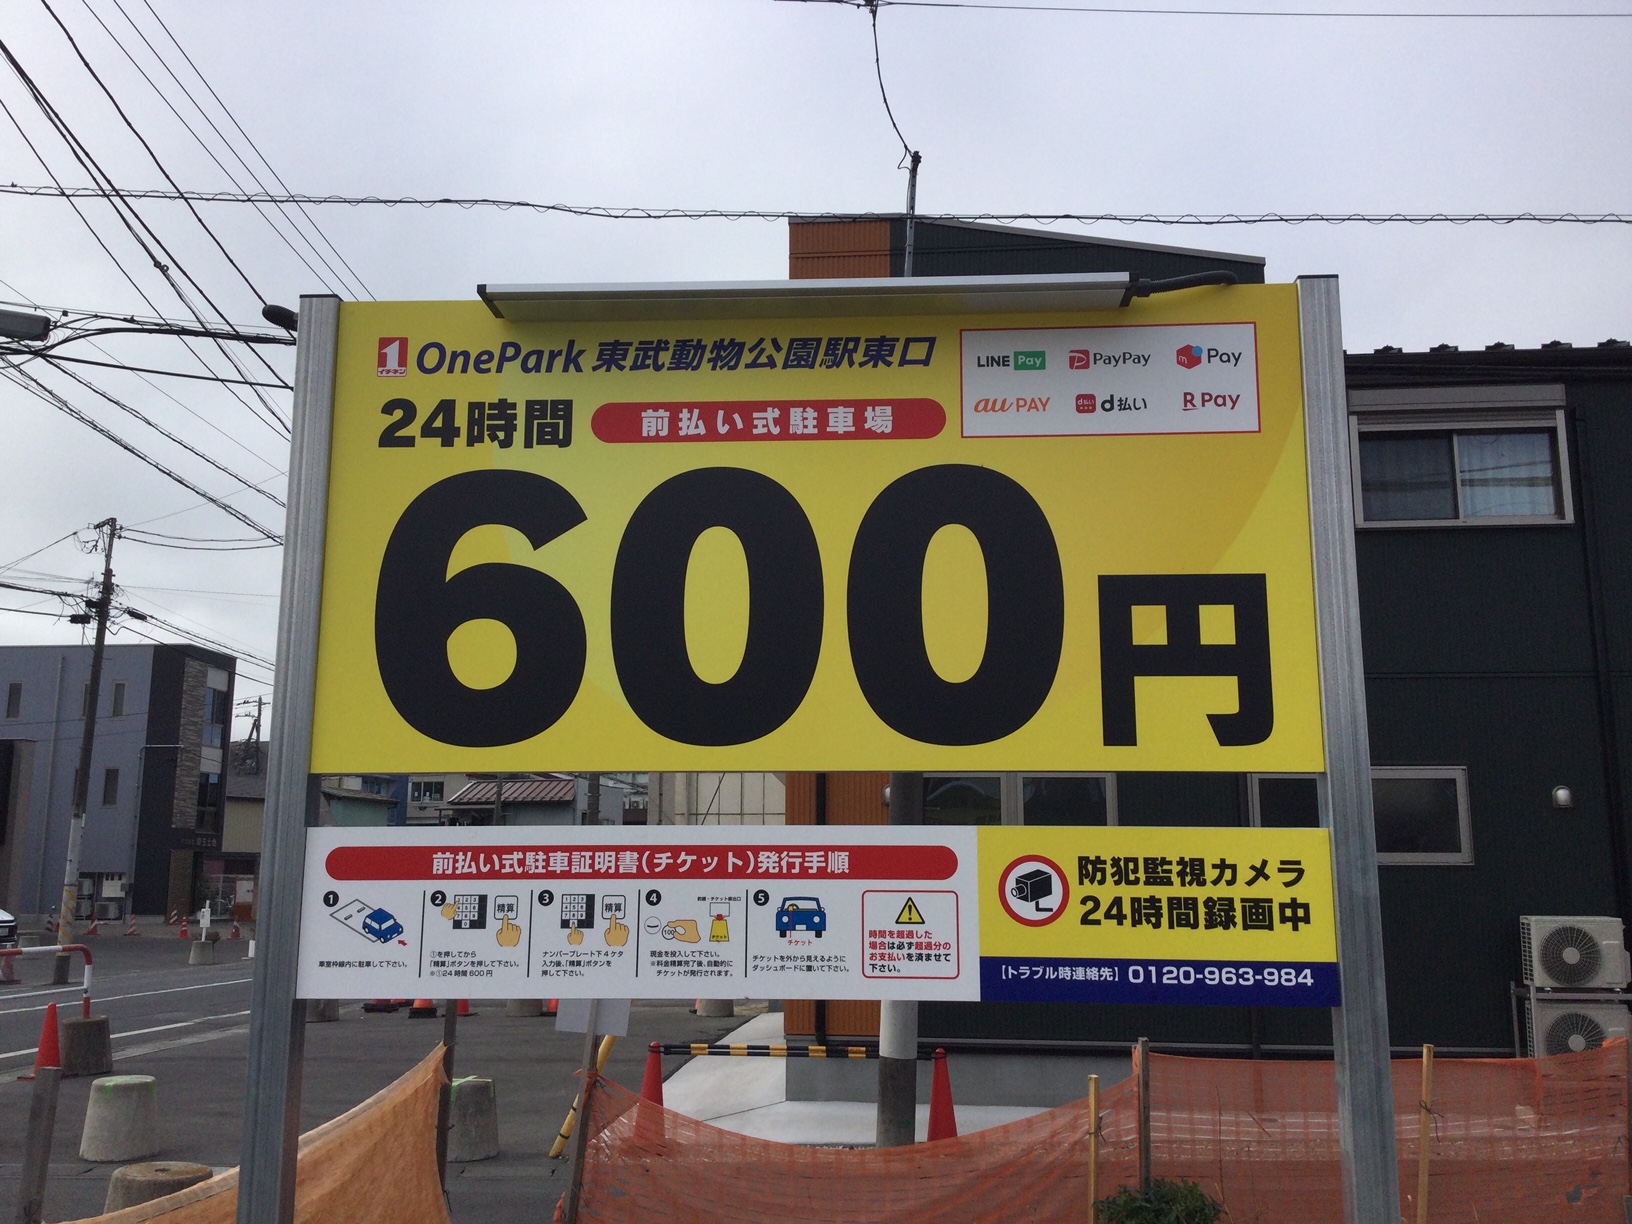 1
イチネン
OnePark 東武動物公園駅東口
LINE Pay PayPay m Pay
au PAY d払い d払い R Pay
24時間 前払い式駐車場
600円
前払い式駐車証明書(チケット)発行手順
1
車室枠線内に駐車して下さい。
2
精算
①を押してから
「精算」ボタンを押して下さい。
※①24時間600円
3
精算
ナンバープレート下4ケタ
入力後、「精算」ボタンを
押して下さい。
4
チケット
現金を投入して下さい。
※料金精算完了後、自動的に
チケットが発行されます。
5
チケット
チケットを外から見えるように
ダッシュボードに置いて下さい。
時間を超過した
場合は必ず超過分の
お支払いを済ませて
下さい。
防犯監視カメラ
24時間録画中
【トラブル時連絡先】0120-963-984